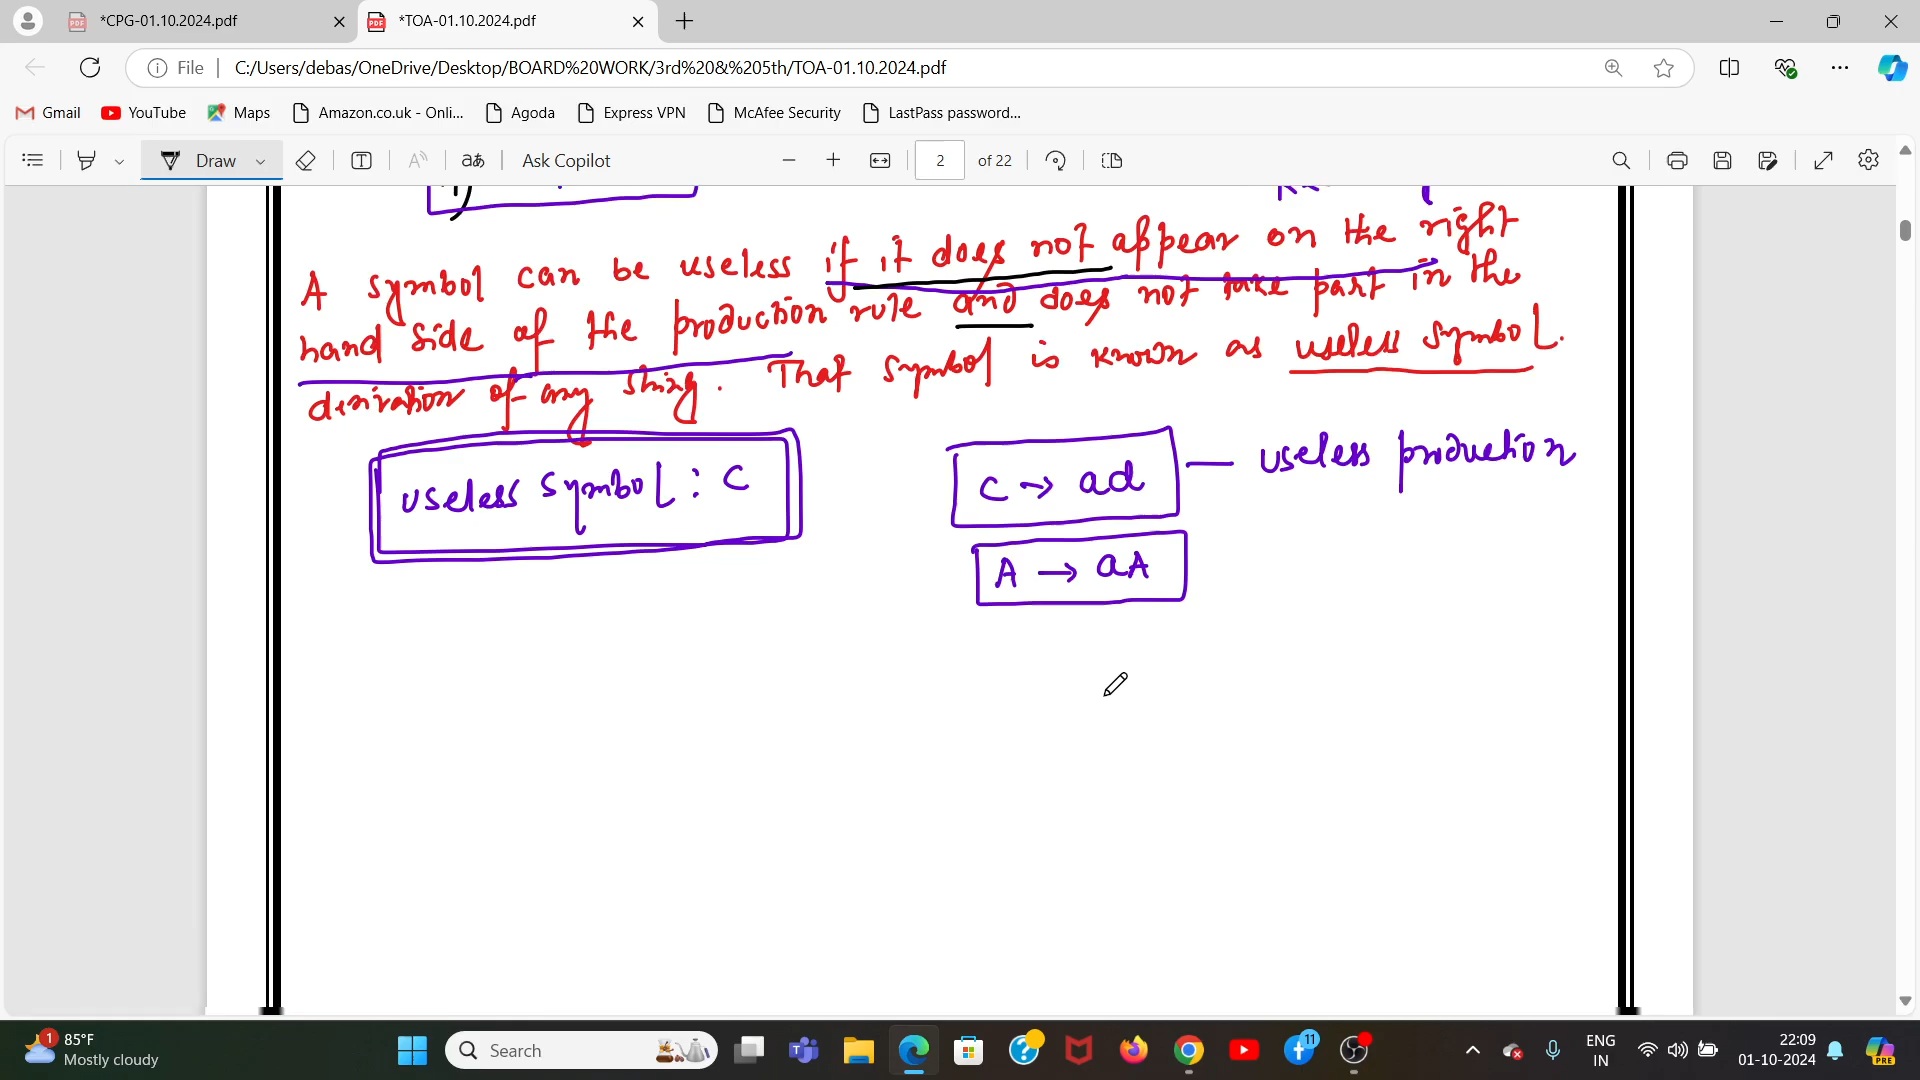 *CPG-01.10.2024.pdf
*TOA-01.10.2024.pdf
File
C:/Users/debas/OneDrive/Desktop/BOARD%20WORK/3rd%20&%205th/TOA-01.10.2024.pdf
Gmail YouTube Maps Amazon.co.uk - Onli... Agoda Express VPN McAfee Security LastPass password...
Draw
Ask Copilot
2 of 22
A symbol can be useless if it does not appear on the right
hand side of the production rule and does not take part in the
derivation of any string. That symbol is known as useless symbol.
useless symbol : C
C → ad — useless production
A → aA
1
85°F
Mostly cloudy
Search
11
ENG
IN
22:09
01-10-2024
PRE